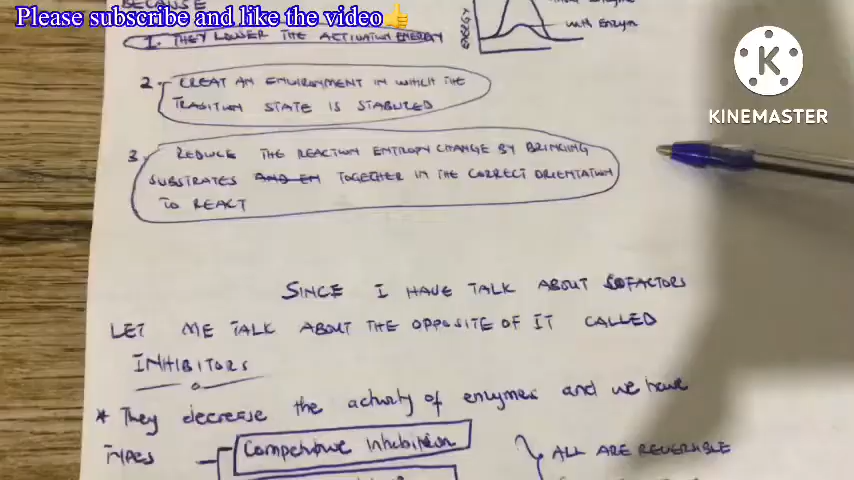 BECAUSE
Please subscribe and like the video👍
1. THEY LOWER THE ACTIVATION ENERGY
ENERGY
with Enzym
KINEMASTER
2- CREAT AN ENVIRONMENT IN WHICH THE
TRASITION STATE IS STABLIZED
3. REDUCE THE REACTION ENTROPY CHANGE BY BRINGING
SUBSTRATES AND EN TOGETHER IN THE CORRECT ORIENTATION
TO REACT
SINCE I HAVE TALK ABOUT COFACTORS
LET ME TALK ABOUT THE OPPOSITE OF IT CALLED
INHIBITORS
* They decrease the activity of enzymes and we have
TYPES
Competitive Inhibition
ALL ARE REVERSABLE